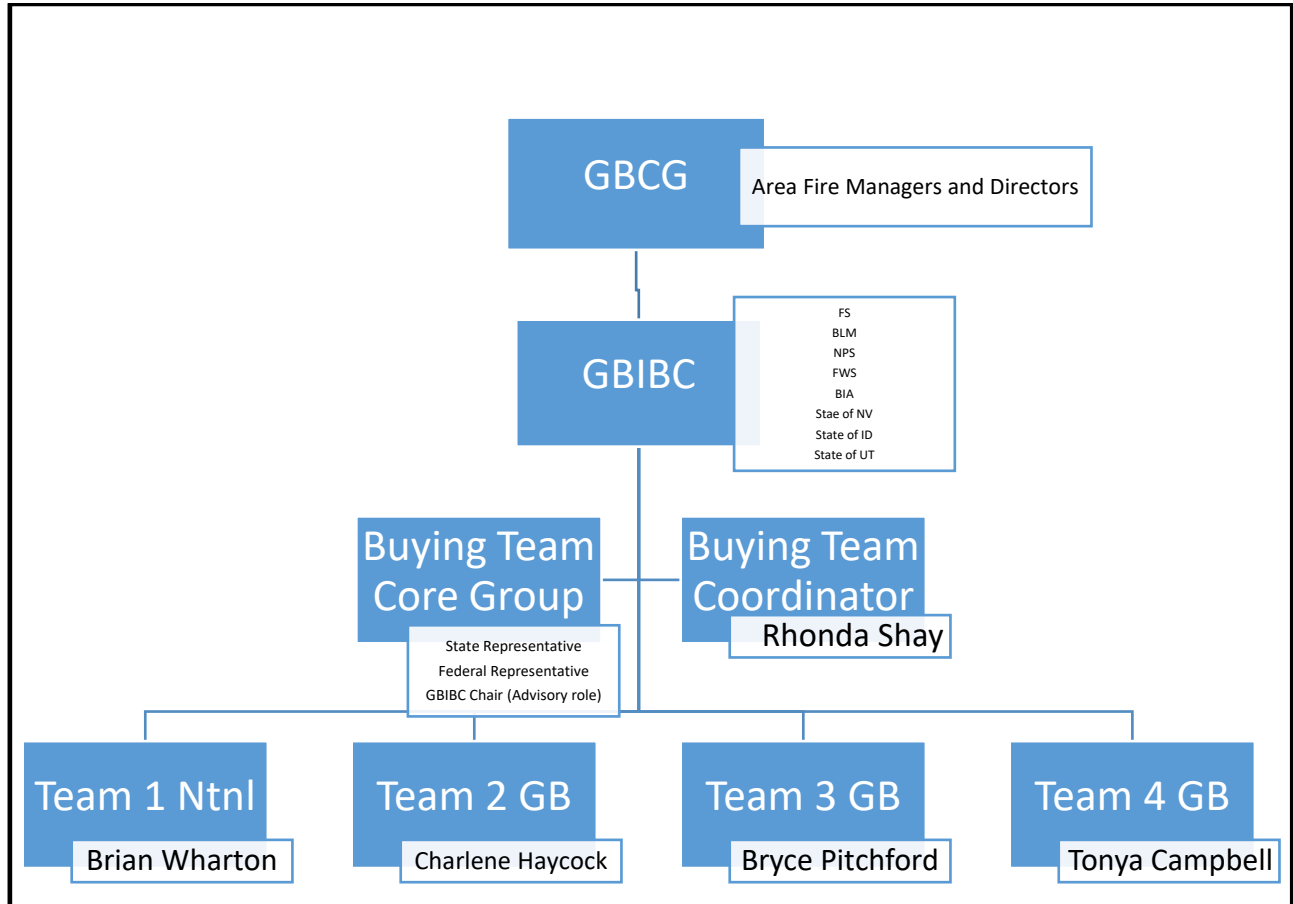 GBCG
Area Fire Managers and Directors
GBIBC
FS
BLM
NPS
FWS
BIA
Stae of NV
State of ID
State of UT
Buying Team
Core Group
State Representative
Federal Representative
GBIBC Chair (Advisory role)
Buying Team
Coordinator
Rhonda Shay
Team 1 Ntnl
Brian Wharton
Team 2 GB
Charlene Haycock
Team 3 GB
Bryce Pitchford
Team 4 GB
Tonya Campbell